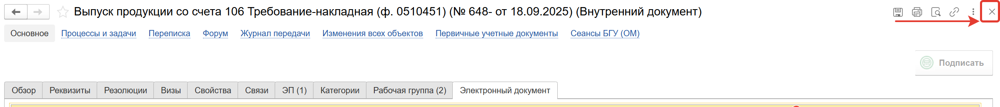 Выпуск продукции со счета 106 Требование-накладная (ф. 0510451) (№ 648- от 18.09.2025) (Внутренний документ)
Основное Процессы и задачи Переписка Форум Журнал передачи Изменения всех объектов Первичные учетные документы Сеансы БГУ (ОМ)
Подписать
Обзор Реквизиты Резолюции Визы Свойства Связи ЭП (1) Категории Рабочая группа (2) Электронный документ